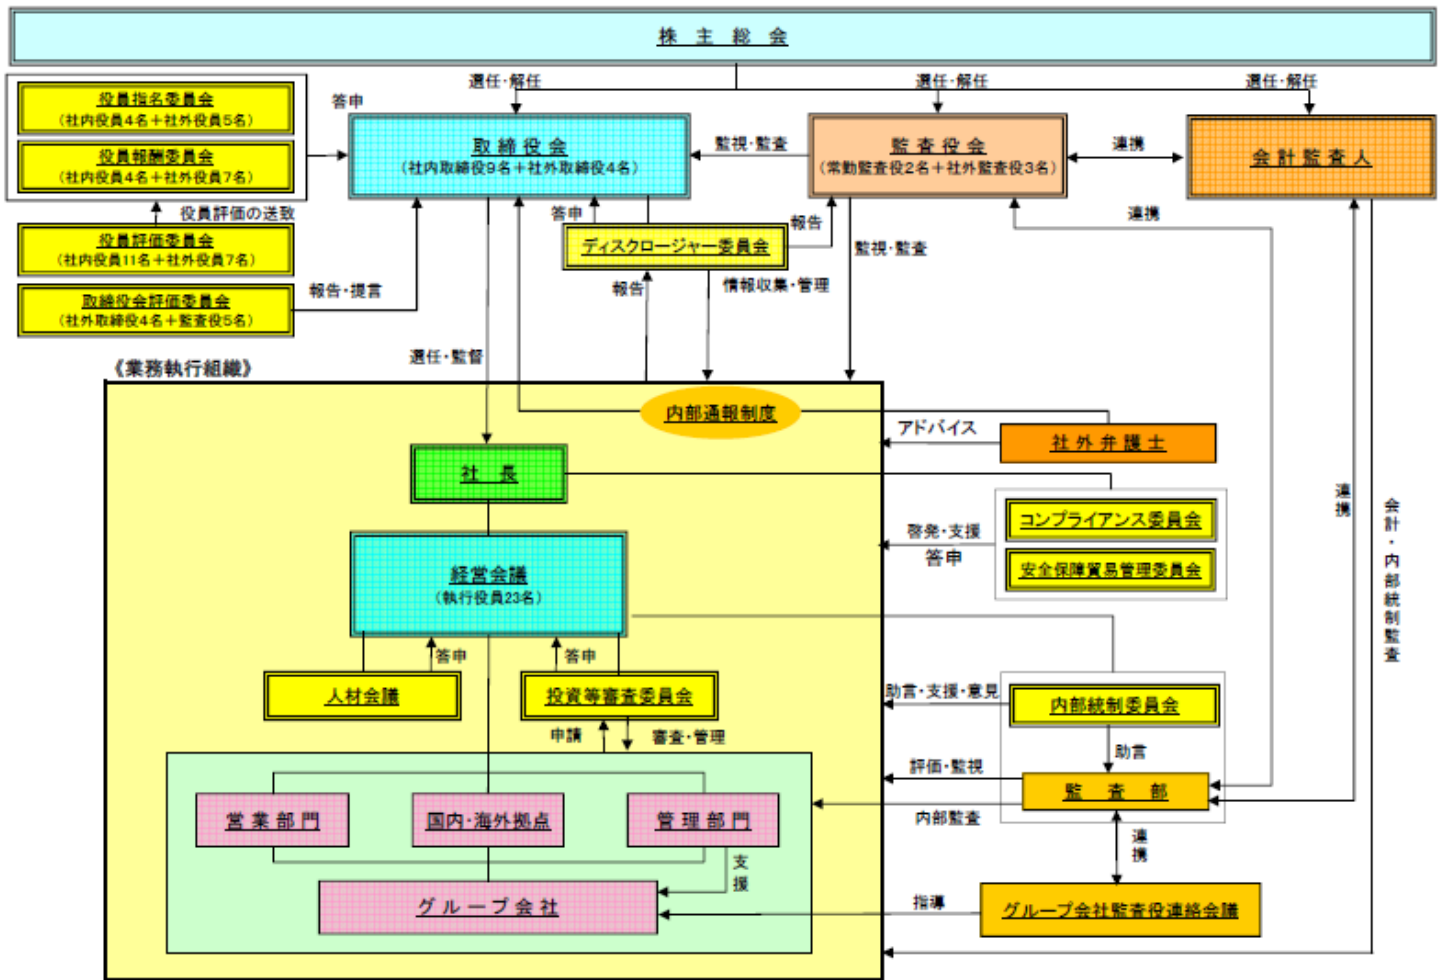 株主総会
選任・解任
選任・解任
選任・解任
役員指名委員会
(社内役員4名+社外役員5名)
役員報酬委員会
(社内役員4名+社外役員7名)
答申
取締役会
(社内取締役9名+社外取締役4名)
監視・監査
監査役会
(常勤監査役2名+社外監査役3名)
連携
会計監査人
役員評価の送致
役員評価委員会
(社内役員11名+社外役員7名)
取締役会評価委員会
(社外取締役4名+監査役5名)
報告・提言
答申
ディスクロージャー委員会
報告
監視・監査
連携
報告
情報収集・管理
選任・監督
《業務執行組織》
内部通報制度
アドバイス
社外弁護士
社長
コンプライアンス委員会
安全保障貿易管理委員会
啓発・支援
答申
連携
会計・内部統制監査
経営会議
(執行役員23名)
答申
答申
人材会議
投資等審査委員会
申請
審査・管理
助言・支援・意見
内部統制委員会
助言
評価・監視
監査部
内部監査
連携
営業部門
国内・海外拠点
管理部門
支援
グループ会社
指導
グループ会社監査役連絡会議